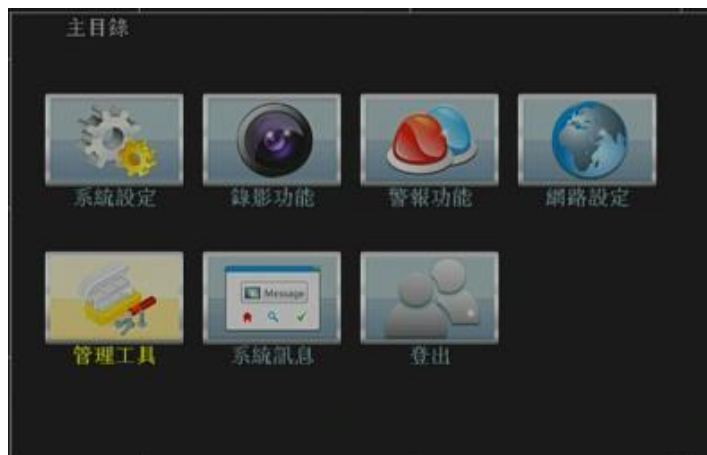 主目錄
系統設定
錄影功能
警報功能
網路設定
Message
管理工具
系統訊息
登出